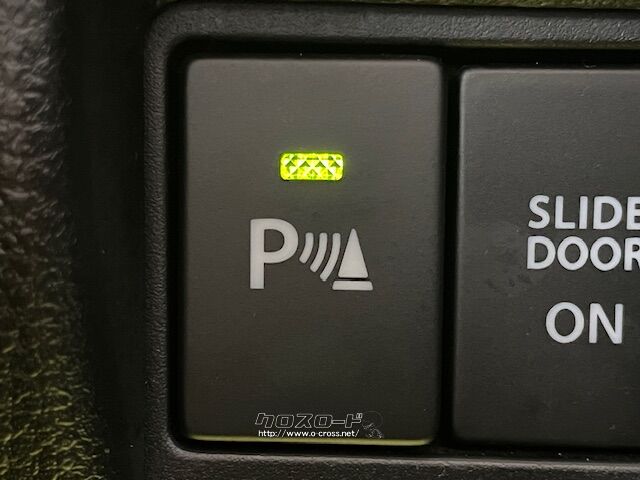 P
SLIDE
DOOR
ON
クロスロード
http://www.o-cross.net/